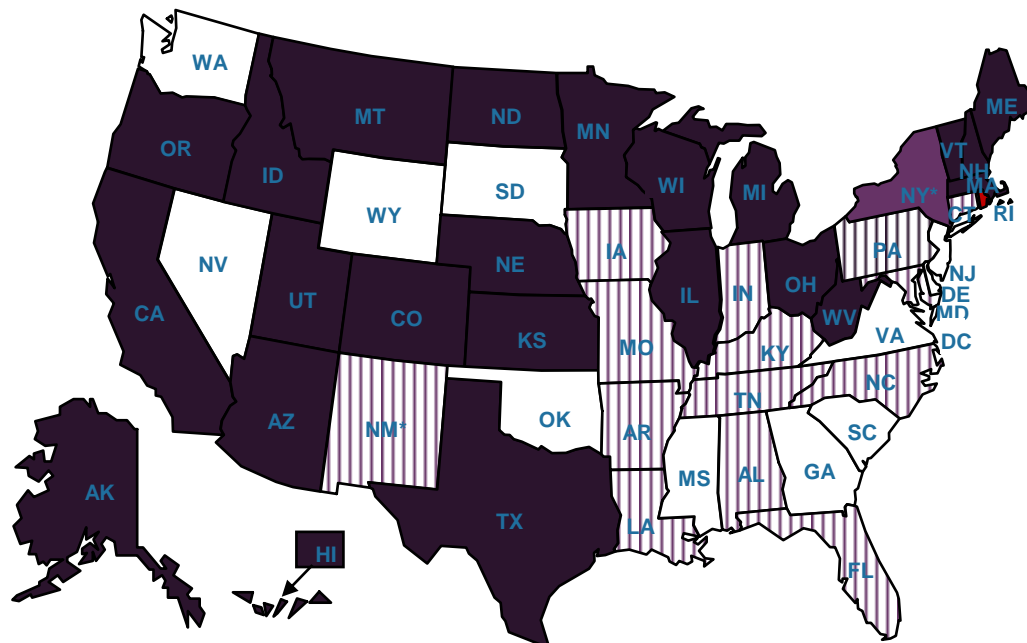 WA
MT
ND
MN
ME
OR
ID
SD
WI
MI
VT
NH
NY*
MA
CT
RI
WY
IA
PA
NV
NE
IL
IN
OH
NJ
DE
UT
CO
CA
KS
MO
KY
WV
MD
VA
DC
AZ
NM*
OK
AR
TN
NC
SC
MS
AL
GA
AK
TX
LA
HI
FL